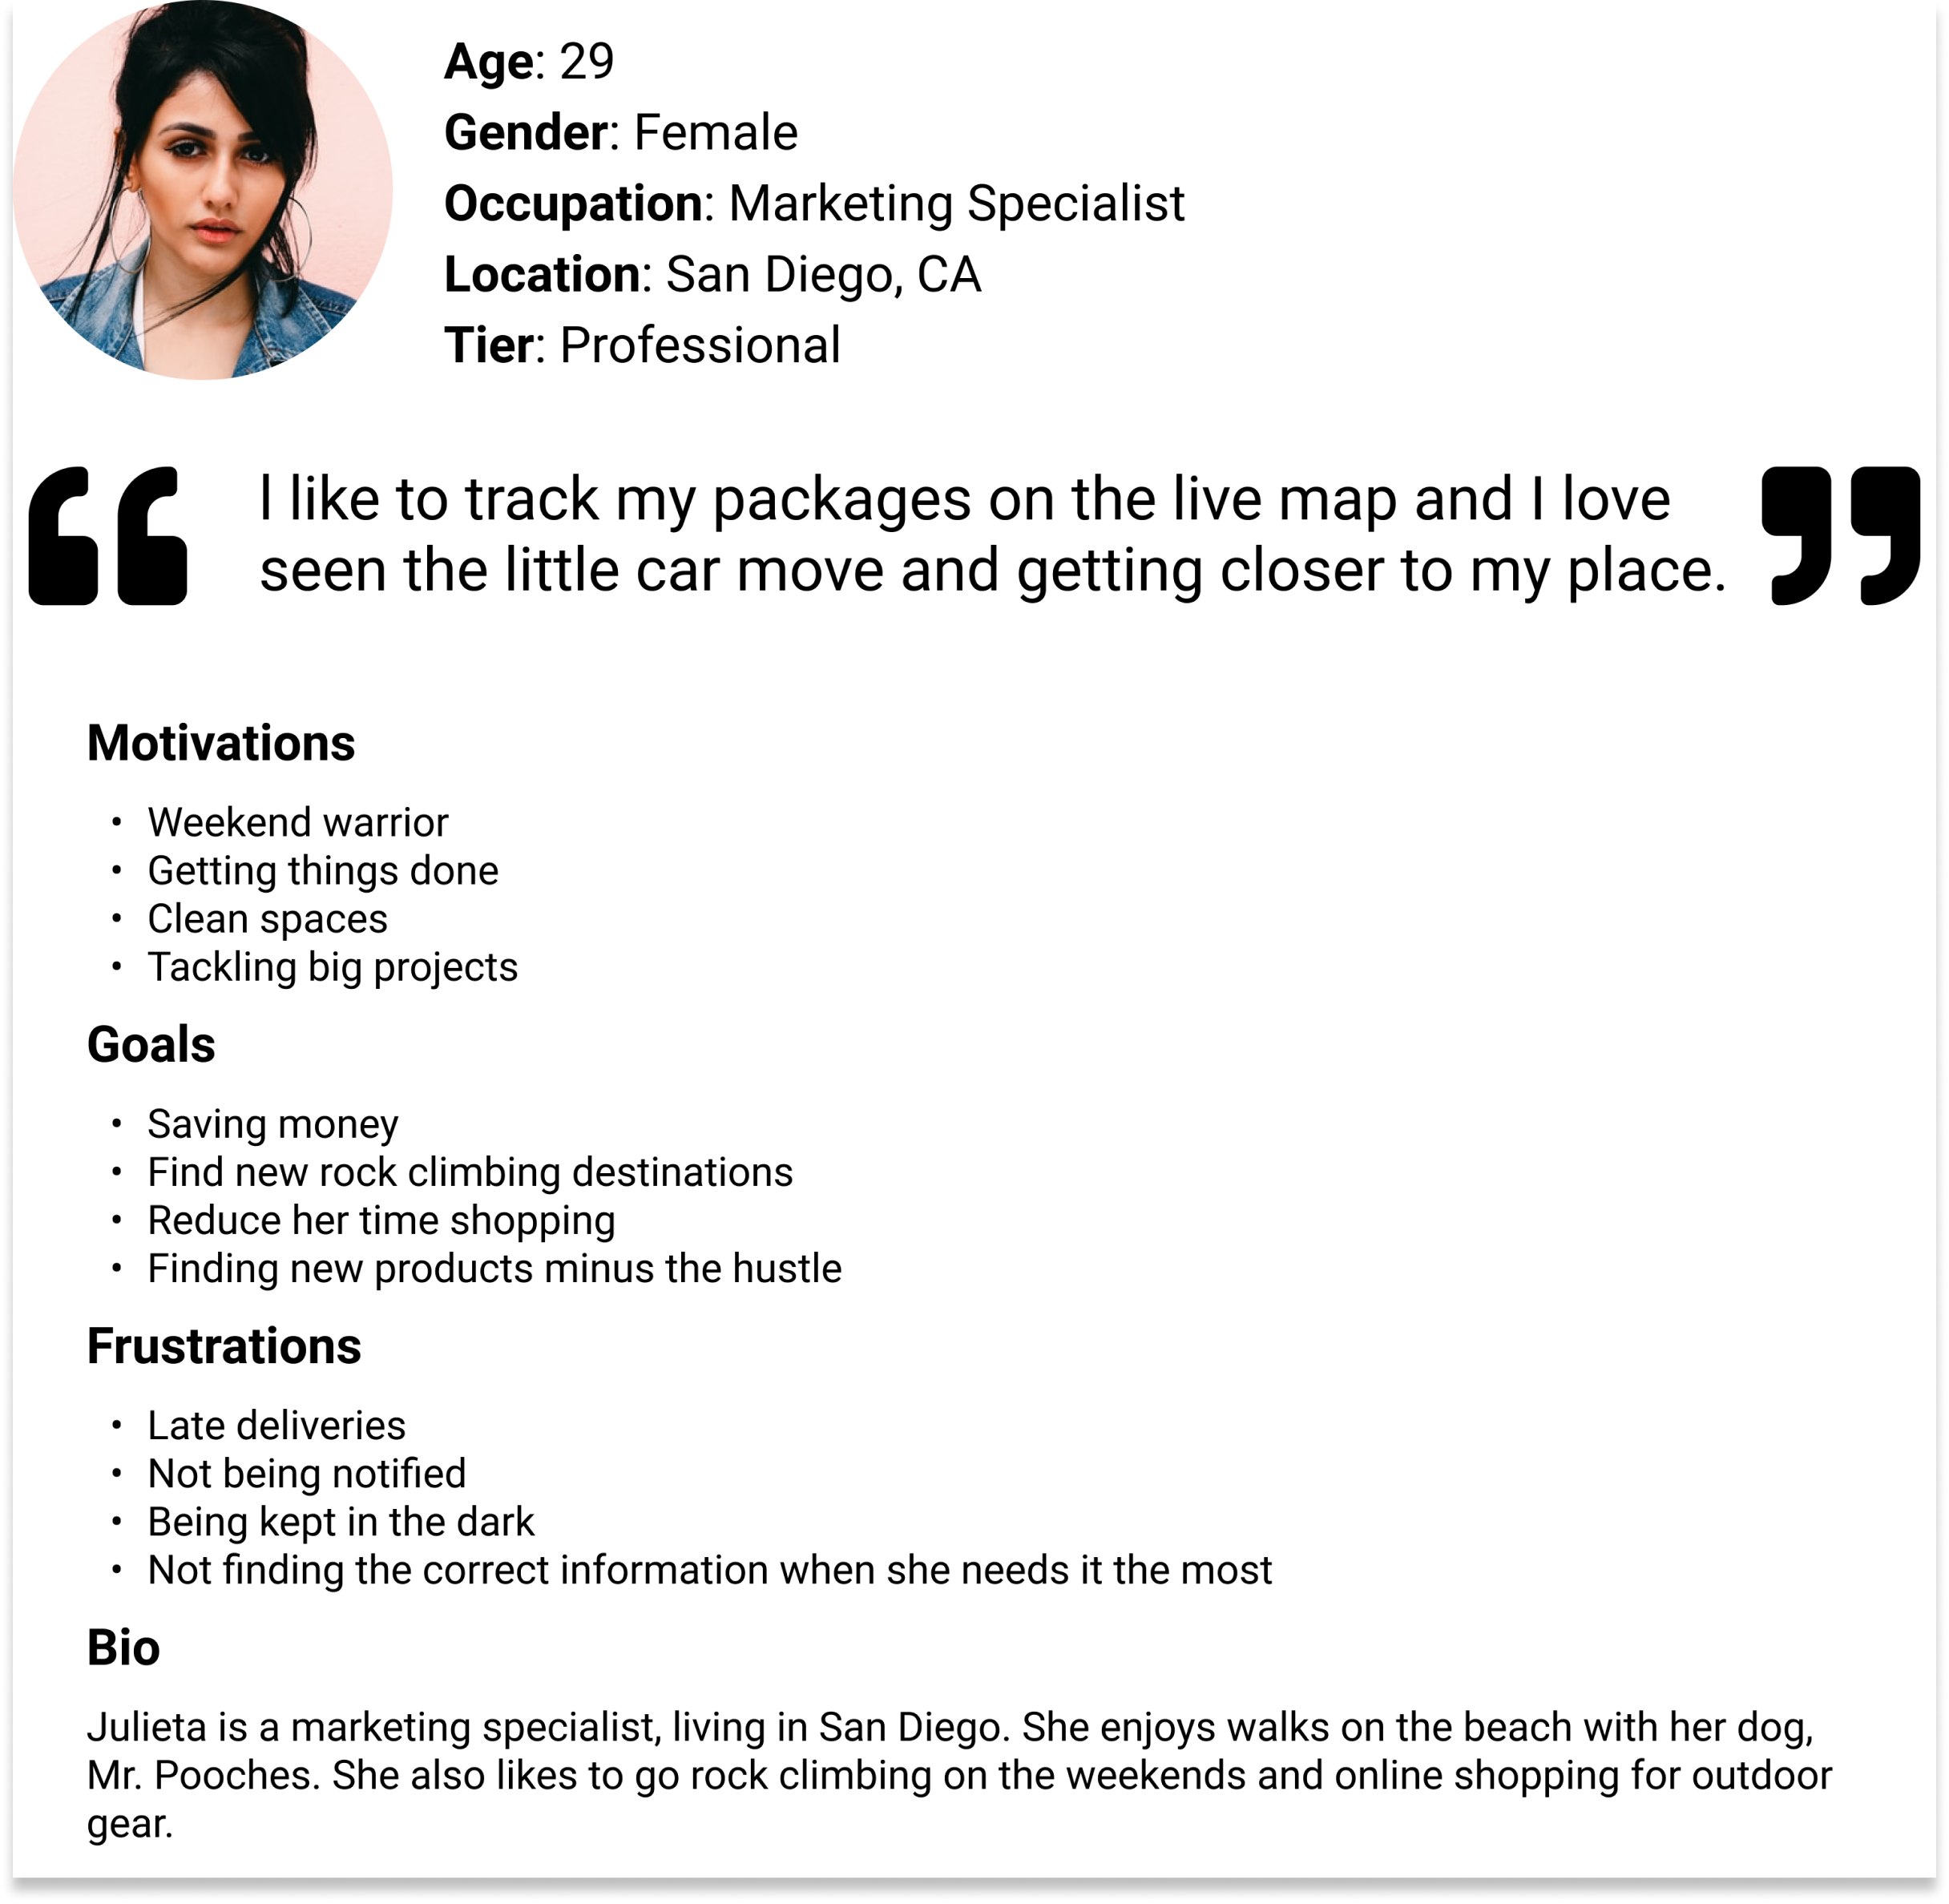 Age: 29
Gender: Female
Occupation: Marketing Specialist
Location: San Diego, CA
Tier: Professional
“ I like to track my packages on the live map and I love
seen the little car move and getting closer to my place. ”
Motivations
• Weekend warrior
• Getting things done
• Clean spaces
• Tackling big projects
Goals
• Saving money
• Find new rock climbing destinations
• Reduce her time shopping
• Finding new products minus the hustle
Frustrations
• Late deliveries
• Not being notified
• Being kept in the dark
• Not finding the correct information when she needs it the most
Bio
Julieta is a marketing specialist, living in San Diego. She enjoys walks on the beach with her dog,
Mr. Pooches. She also likes to go rock climbing on the weekends and online shopping for outdoor
gear.